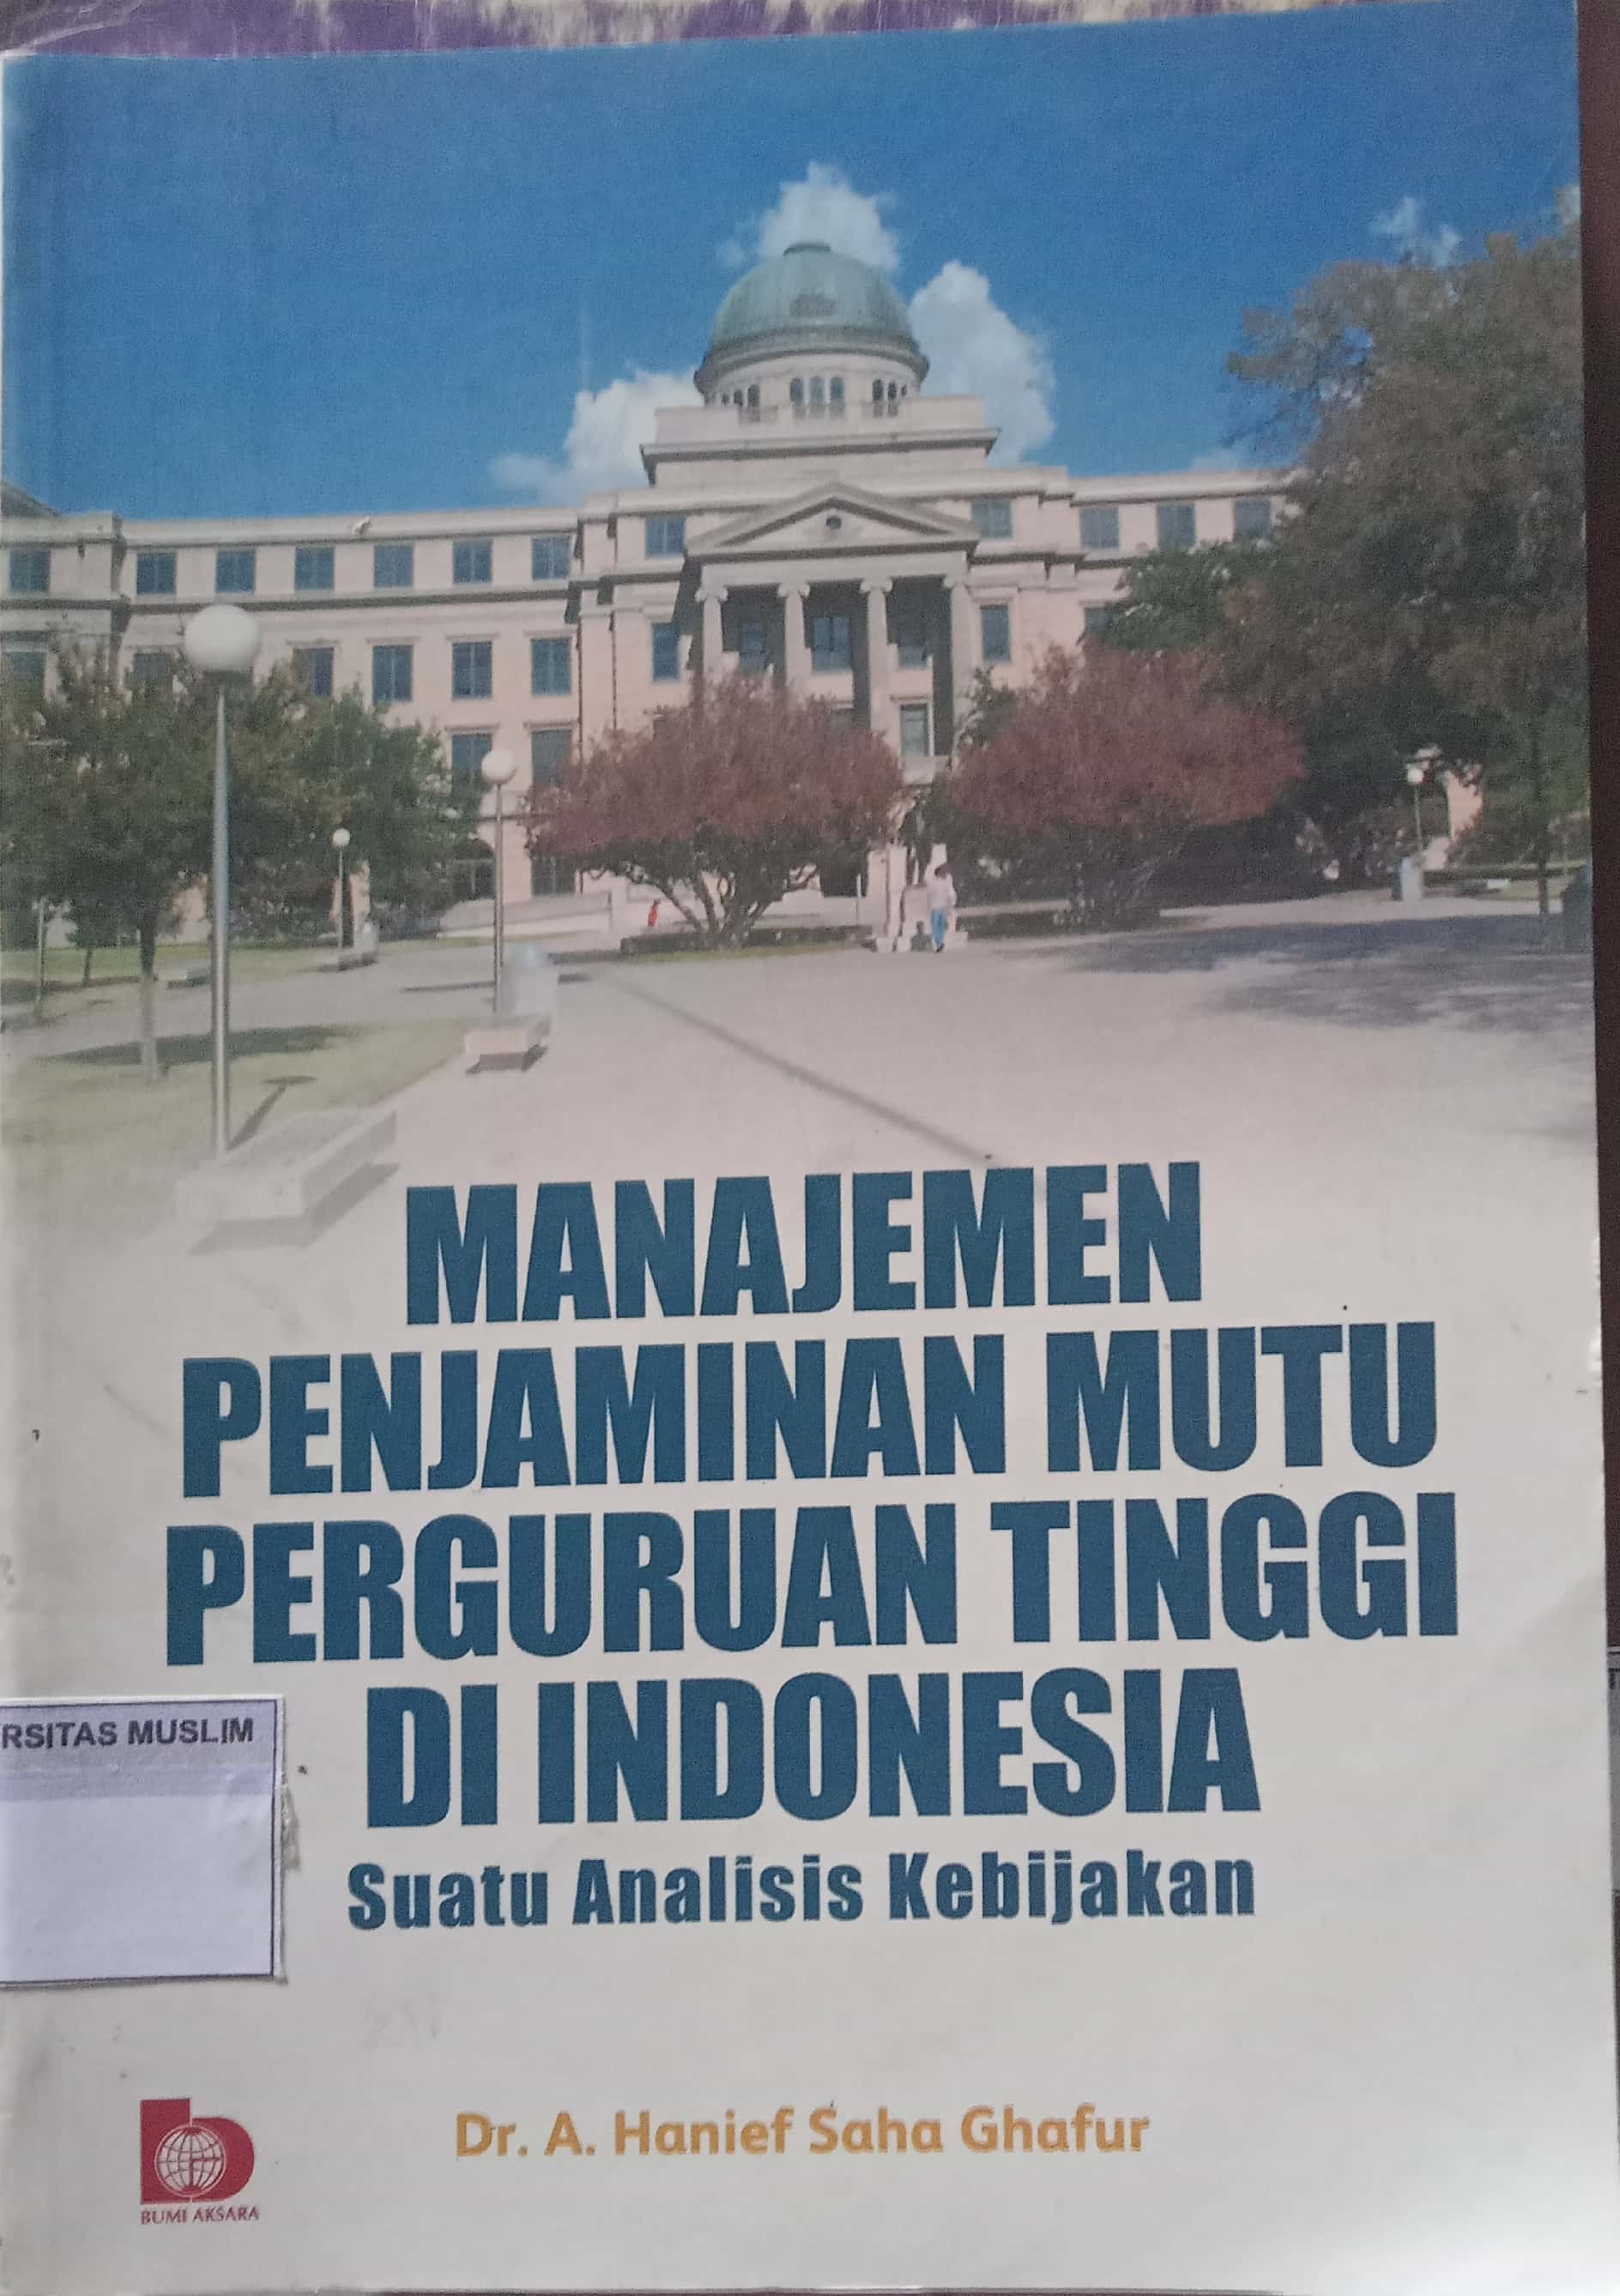 MANAJEMEN
PENJAMINAN MUTU
PERGURUAN TINGGI
DI INDONESIA
Suatu Analisis Kebijakan
RSITAS MUSLIM
Dr. A. Hanief Saha Ghafur
BUMI AKSARA